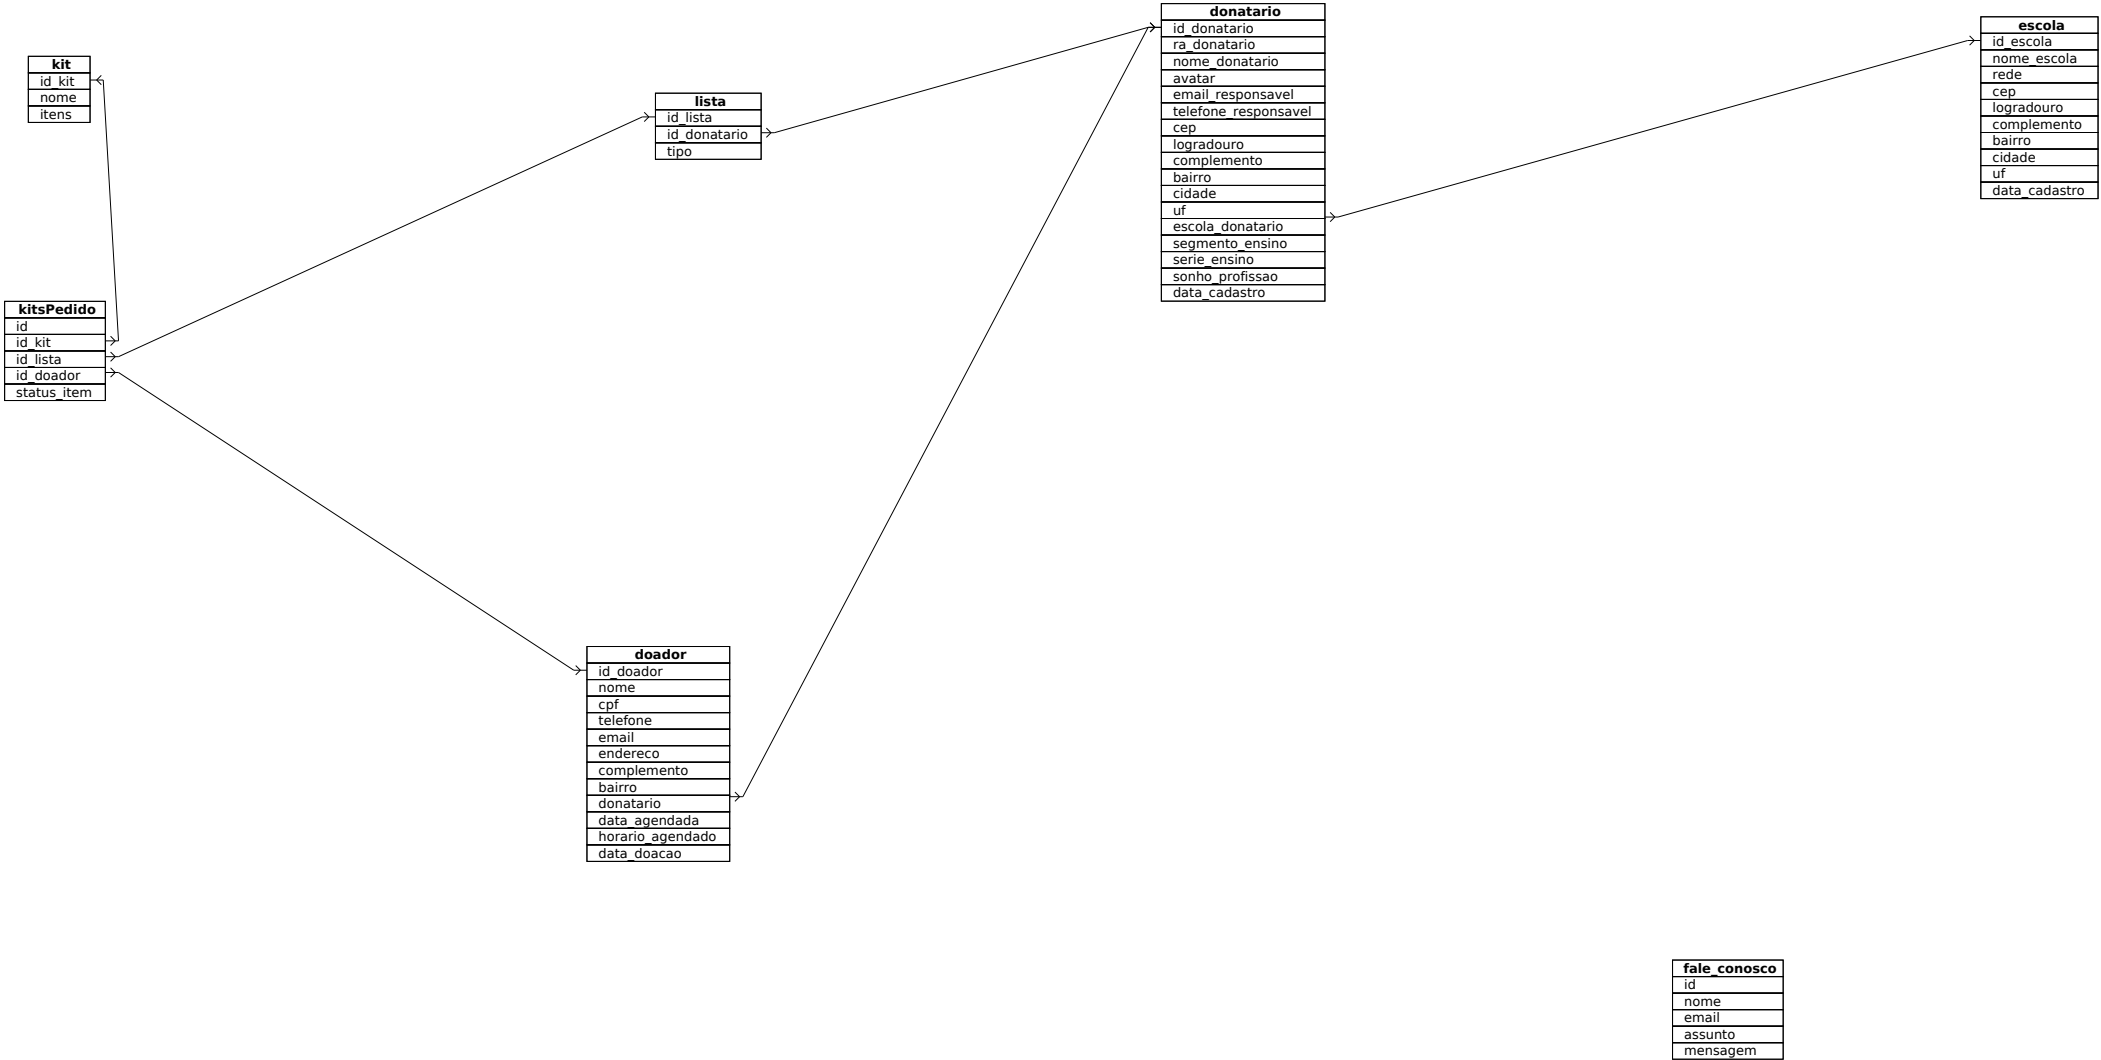 kit
id_kit
nome
itens
lista
id_lista
id_donatario
tipo
donatario
id_donatario
ra_donatario
nome_donatario
avatar
email_responsavel
telefone_responsavel
cep
logradouro
complemento
bairro
cidade
uf
escola_donatario
segmento_ensino
serie_ensino
sonho_profissao
data_cadastro
escola
id_escola
nome_escola
rede
cep
logradouro
complemento
bairro
cidade
uf
data_cadastro
kitsPedido
id
id_kit
id_lista
id_doador
status_item
doador
id_doador
nome
cpf
telefone
email
endereco
complemento
bairro
donatario
data_agendada
horario_agendado
data_doacao
fale_conosco
id
nome
email
assunto
mensagem